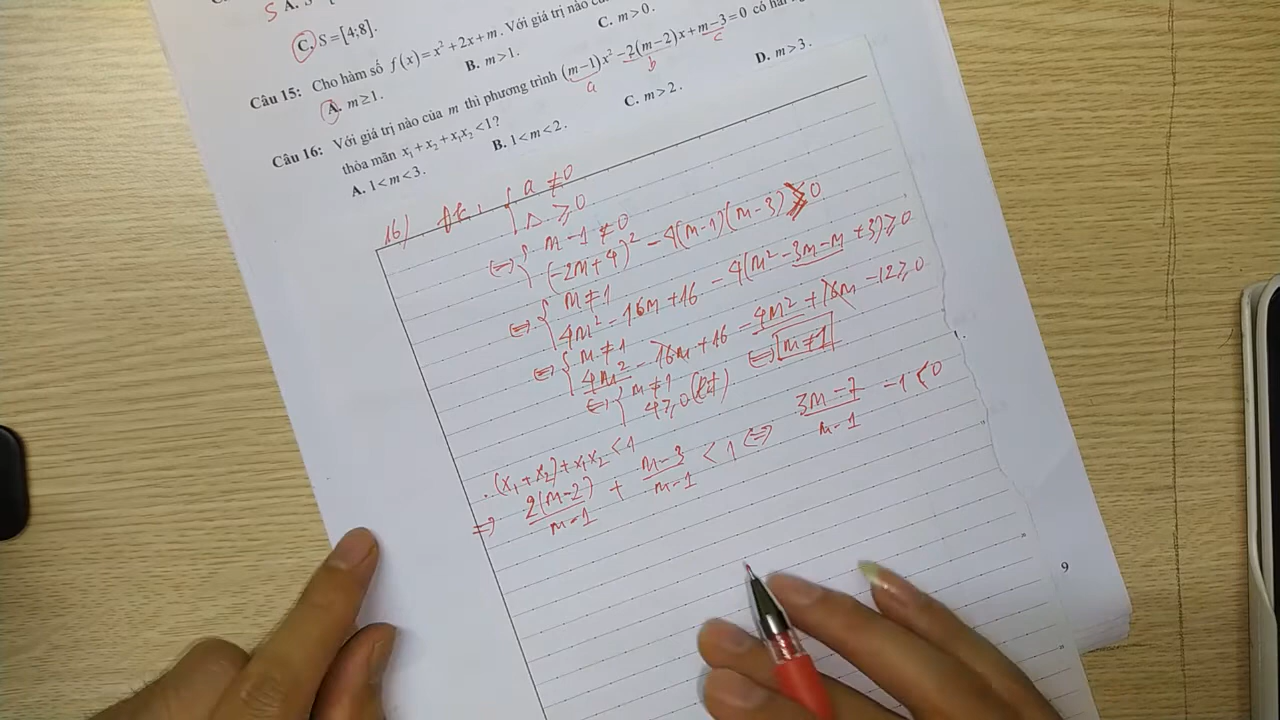 S A.
C. S = [4;8].
Câu 15: Cho hàm số f(x) = x² + 2x + m. Với giá trị nào
A. m ≥ 1.
B. m > 1.
C. m > 0.
Câu 16: Với giá trị nào của m thì phương trình (m−1)x² − 2(m−2)x + m−3 = 0 có hai
a b c
thỏa mãn x₁ + x₂ + x₁x₂ < 1?
A. 1 < m < 3.
B. 1 < m < 2.
C. m > 2.
D. m > 3.
16) ĐK: { a ≠ 0
Δ ≥ 0
⇔ { m − 1 ≠ 0
(−2m+4)² − 4(m−1)(m−3) ≥ 0
⇔ { m ≠ 1
4m² − 16m + 16 − 4(m² − 3m − m + 3) ≥ 0
⇔ { m ≠ 1
4m² − 16m + 16 − 4m² + 16m − 12 ≥ 0
⇔ { m ≠ 1
4 ≥ 0 ⇔ m ≠ 1
(x₁ + x₂) + x₁x₂ < 1
⇒ 2(m−2)/m−1 + m−3/m−1 < 1 ⇔ 3m−7/m−1 − 1 < 0
9